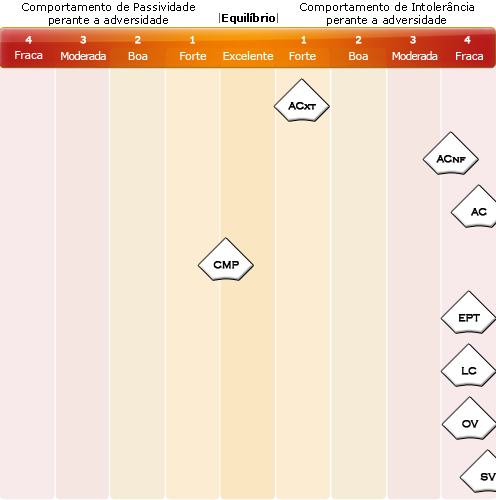 Comportamento de Passividade
perante a adversidade
|Equilíbrio|
Comportamento de Intolerância
perante a adversidade
4 3 2 1 1 2 3 4
Fraca Moderada Boa Forte Excelente Forte Boa Moderada Fraca
ACXT
ACNF
AC
CMP
EPT
LC
OV
SV